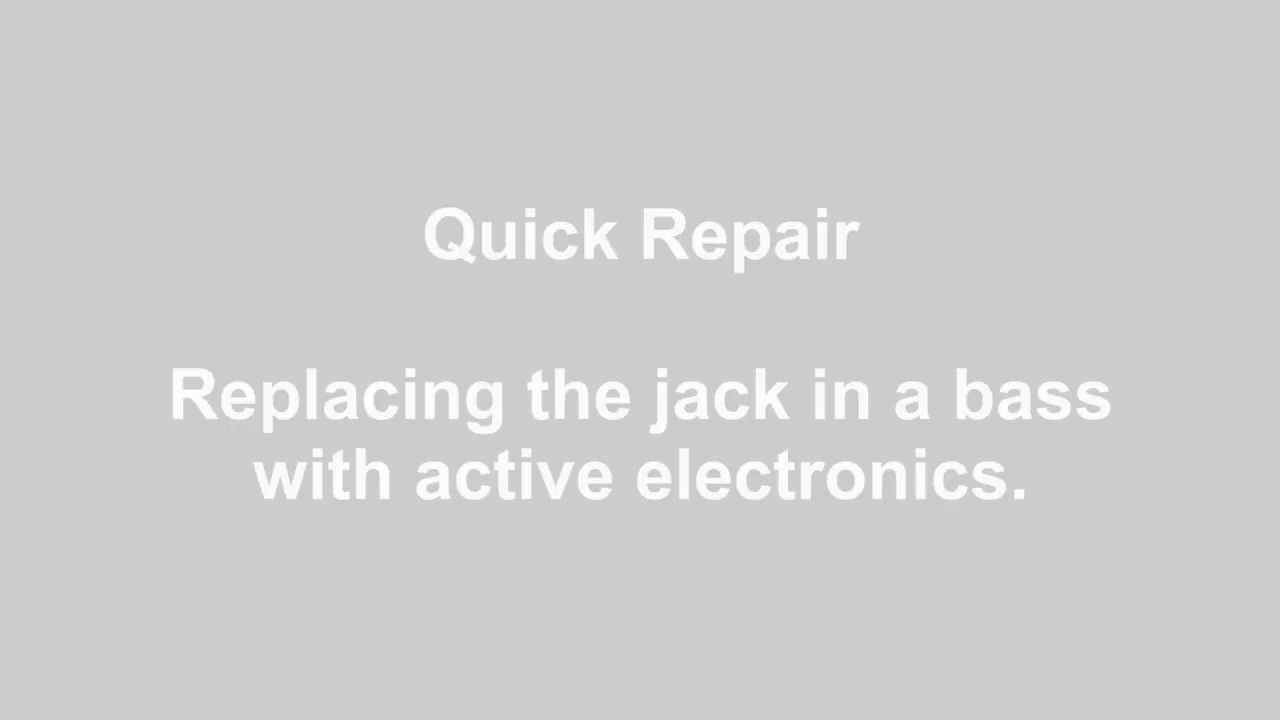 Quick Repair
Replacing the jack in a bass
with active electronics.